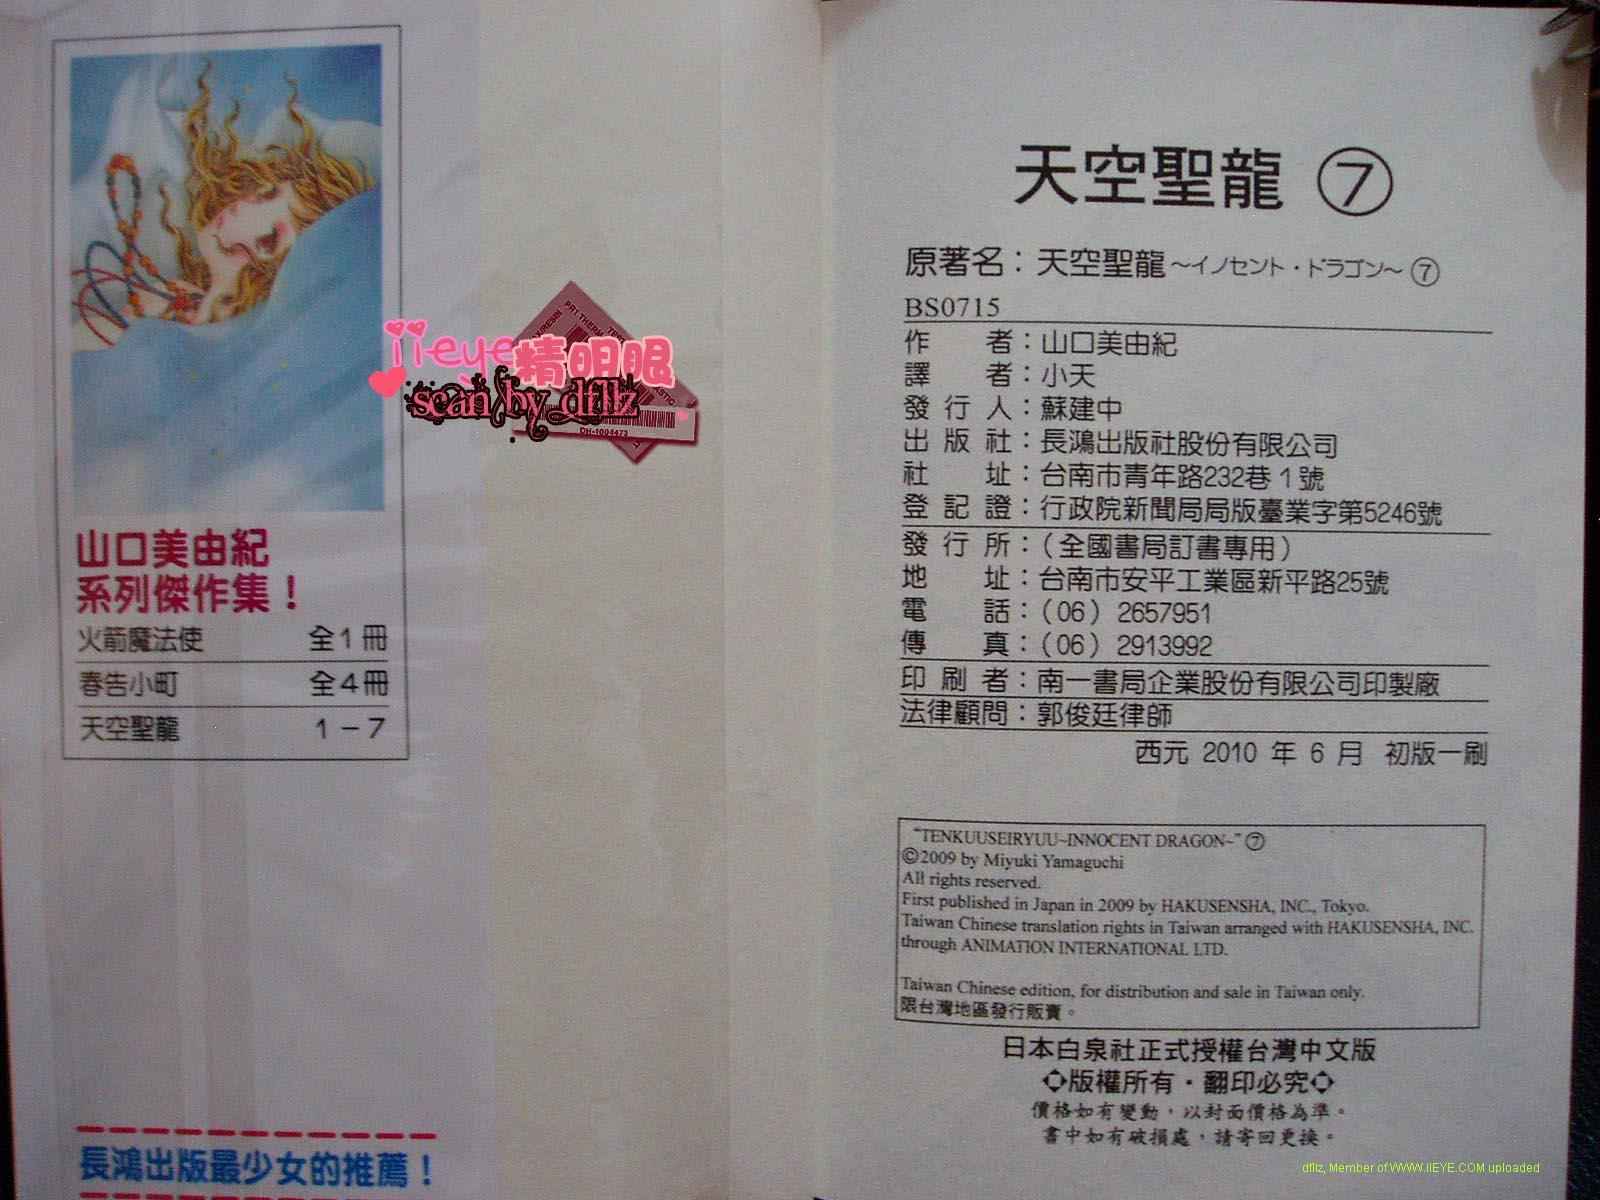 山口美由紀
系列傑作集！
火箭魔法使 全1冊
春告小町 全4冊
天空聖龍 1－7
長鴻出版最少女的推薦！
iieye精明眼
scan by dfllz
DH-1004473
天空聖龍 ⑦
原著名：天空聖龍～イノセント・ドラゴン～⑦
BS0715
作者：山口美由紀
譯者：小天
發行人：蘇建中
出版社：長鴻出版社股份有限公司
社址：台南市青年路232巷1號
登記證：行政院新聞局局版臺業字第5246號
發行所：（全國書局訂書專用）
地址：台南市安平工業區新平路25號
電話：（06）2657951
傳真：（06）2913992
印刷者：南一書局企業股份有限公司印製廠
法律顧問：郭俊廷律師
西元 2010 年 6 月 初版一刷
“TENKUUSEIRYUU~INNOCENT DRAGON~”⑦
©2009 by Miyuki Yamaguchi
All rights reserved.
First published in Japan in 2009 by HAKUSENSHA, INC., Tokyo.
Taiwan Chinese translation rights in Taiwan arranged with HAKUSENSHA, INC.
through ANIMATION INTERNATIONAL LTD.
Taiwan Chinese edition, for distribution and sale in Taiwan only.
限台灣地區發行販賣。
日本白泉社正式授權台灣中文版
版權所有・翻印必究
價格如有變動，以封面價格為準。
書中如有破損處，請寄回更換。
dfllz, Member of WWW.IIEYE.COM uploaded